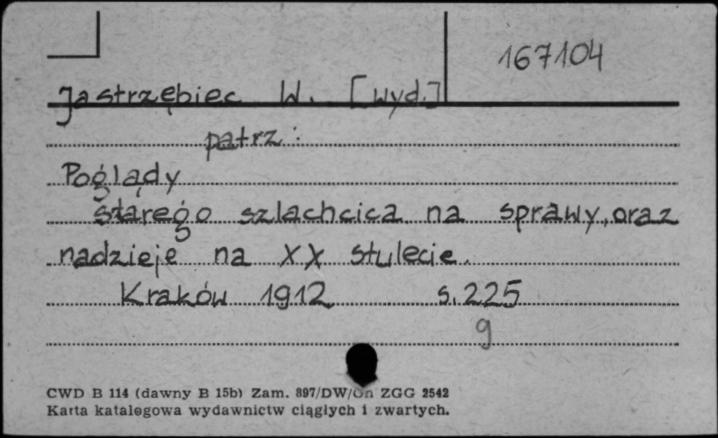 167104
Jastrzębiec W. [wyd.]
patrz:
Poglądy
starego szlachcica na sprawy, oraz
nadzieje na XX stulecie.
Kraków 1912 s. 225
g
CWD B 114 (dawny B 15b) Zam. 897/DW/On ZGG 2542
Karta katalogowa wydawnictw ciągłych i zwartych.